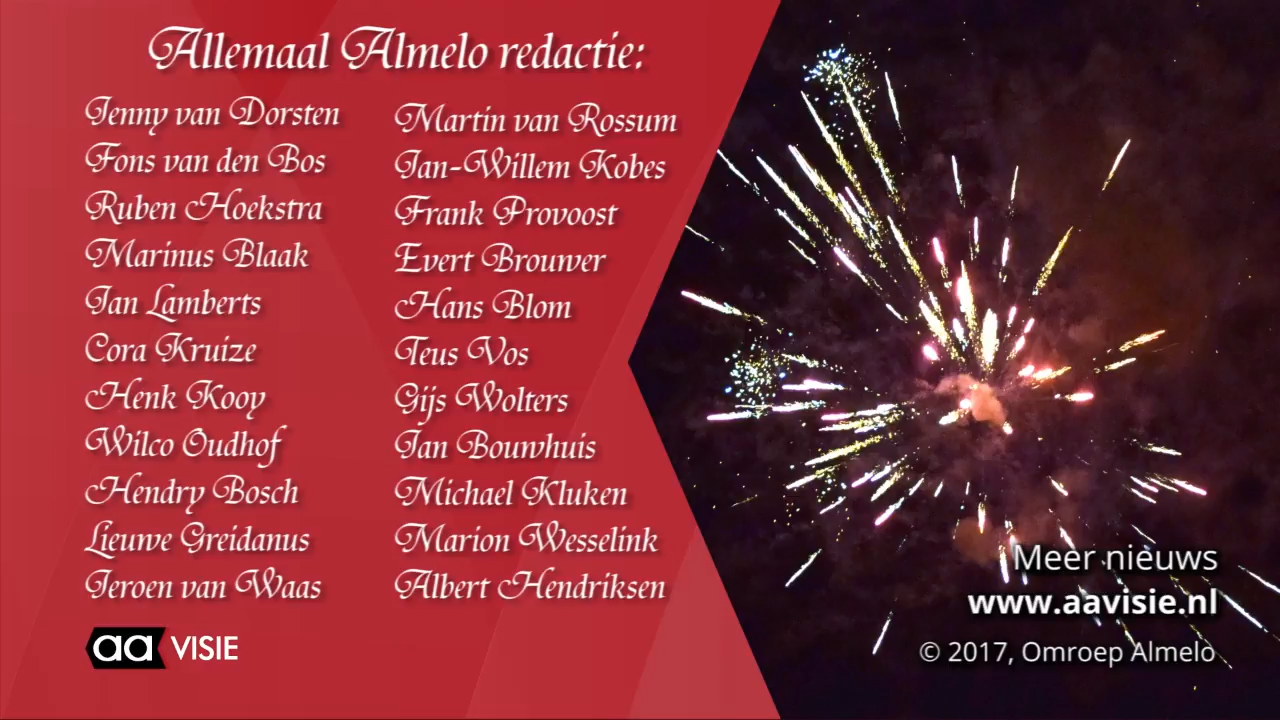 Allemaal Almelo redactie:
Jenny van Dorsten
Fons van den Bos
Ruben Hoekstra
Marinus Blaak
Jan Lamberts
Cora Kruize
Henk Kooy
Wilco Oudhof
Hendry Bosch
Lieuwe Greidanus
Jeroen van Waas
Martin van Rossum
Jan-Willem Kobes
Frank Provoost
Evert Brouwer
Hans Blom
Teus Vos
Gijs Wolters
Jan Bouwhuis
Michael Kluken
Marion Wesselink
Albert Hendriksen
aa VISIE
Meer nieuws
www.aavisie.nl
© 2017, Omroep Almelo